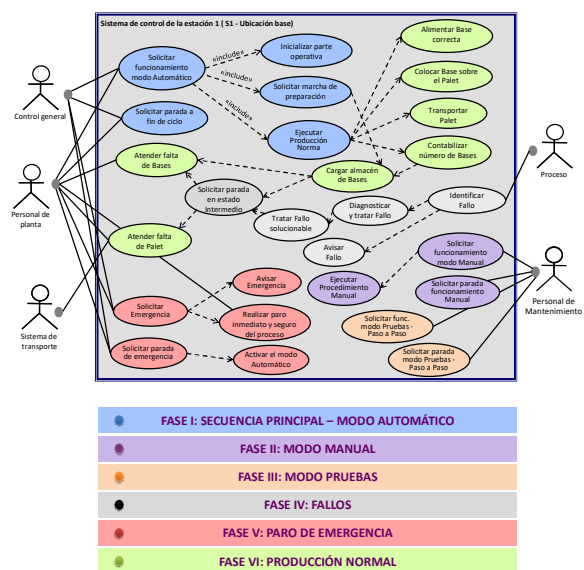 Sistema de control de la estación 1 ( S1 - Ubicación base)
Solicitar
funcionamiento
modo Automático
«include»
Inicializar parte
operativa
«include»
Solicitar marcha de
preparación
«include»
Ejecutar
Producción
Norma
Alimentar Base
correcta
Colocar Base sobre
el Palet
Transportar
Palet
Contabilizar
número de Bases
Control general
Solicitar parada a
fin de ciclo
Atender falta
de Bases
Cargar almacén
de Bases
Proceso
Personal de
planta
Solicitar parada
en estado
Intermedio
Identificar
Fallo
Diagnosticar
y tratar Fallo
Tratar Fallo
solucionable
Avisar
Fallo
Atender falta
de Palet
Solicitar
funcionamiento
modo Manual
Avisar
Emergencia
Ejecutar
Procedimiento
Manual
Solicitar parada
funcionamiento
Manual
Personal de
Mantenimiento
Sistema de
transporte
Solicitar
Emergencia
Realizar paro
inmediato y seguro
del proceso
Solicitar func.
modo Pruebas -
Paso a Paso
Solicitar parada
de emergencia
Activar el modo
Automático
Solicitar parada
modo Pruebas -
Paso a Paso
FASE I: SECUENCIA PRINCIPAL – MODO AUTOMÁTICO
FASE II: MODO MANUAL
FASE III: MODO PRUEBAS
FASE IV: FALLOS
FASE V: PARO DE EMERGENCIA
FASE VI: PRODUCCIÓN NORMAL